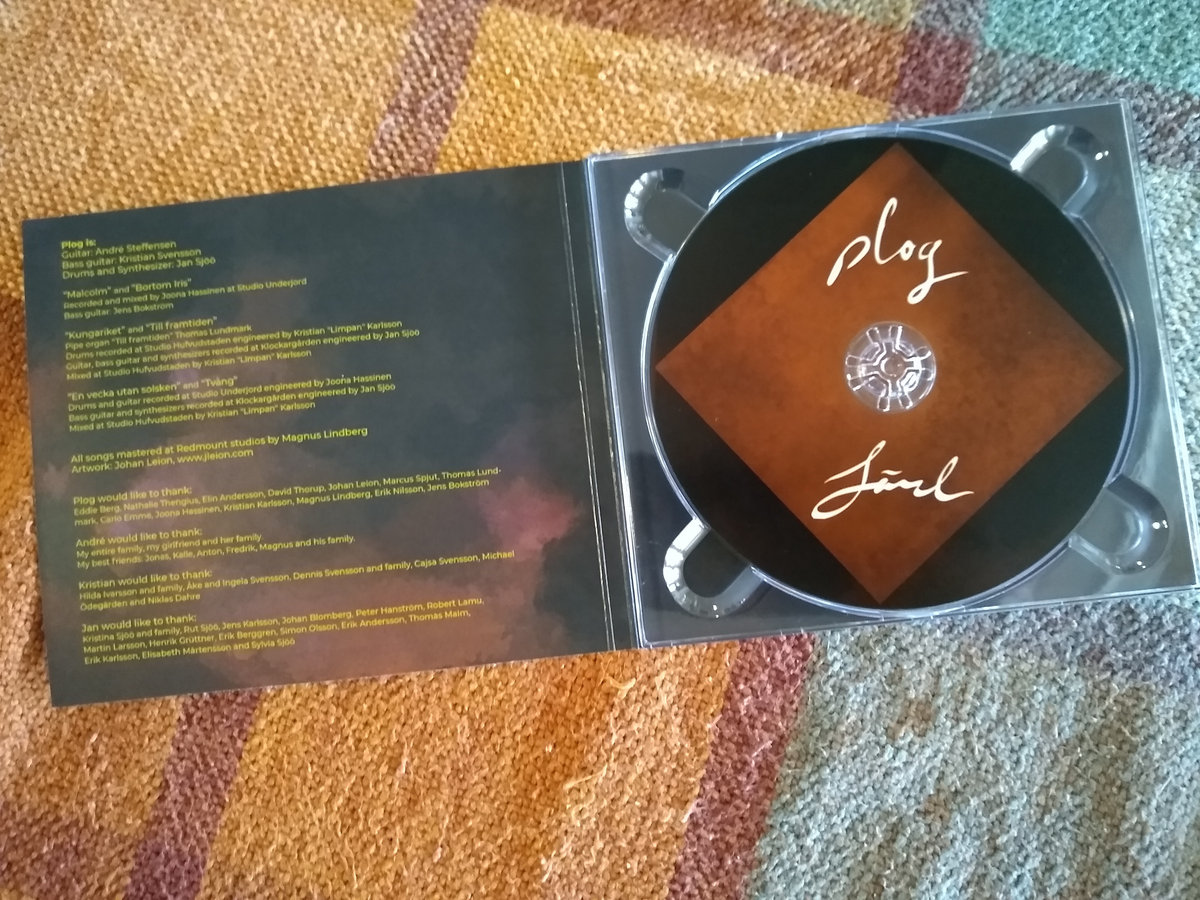 Plog is:
Guitar: André Steffensen
Bass guitar: Kristian Svensson
Drums and Synthesizer: Jan Sjöö
"Malcolm" and "Bortom Iris"
Recorded and mixed by Joona Hassinen at Studio Underjord
Bass guitar: Jens Bokström
"Kungariket" and "Till framtiden"
Pipe organ "Till framtiden" Thomas Lundmark
Drums recorded at Studio Hufvudstaden engineered by Kristian "Limpan" Karlsson
Guitar, bass guitar and synthesizers recorded at Klockargården engineered by Jan Sjöö
Mixed at Studio Hufvudstaden by Kristian "Limpan" Karlsson
"En vecka utan solsken" and "Tvång"
Drums and guitar recorded at Studio Underjord engineered by Joona Hassinen
Bass guitar and synthesizers recorded at Klockargården engineered by Jan Sjöö
Mixed at Studio Hufvudstaden by Kristian "Limpan" Karlsson
All songs mastered at Redmount studios by Magnus Lindberg
Artwork: Johan Leion, www.jleion.com
Plog would like to thank:
Eddie Berg, Nathalie Thengius, Elin Andersson, David Thorup, Johan Leion, Marcus Spjut, Thomas Lund-
mark, Carlo Emme, Joona Hassinen, Kristian Karlsson, Magnus Lindberg, Erik Nilsson, Jens Bokström
André would like to thank:
My entire family, my girlfriend and her family.
My best friends: Jonas, Kalle, Anton, Fredrik, Magnus and his family.
Kristian would like to thank:
Hilda Ivarsson and family, Åke and Ingela Svensson, Dennis Svensson and family, Cajsa Svensson, Michael
Ödegården and Niklas Dahre
Jan would like to thank:
Kristina Sjöö and family, Rut Sjöö, Jens Karlsson, Johan Blomberg, Peter Hanström, Robert Lamu,
Martin Larsson, Henrik Grüttner, Erik Berggren, Simon Olsson, Erik Andersson, Thomas Malm,
Erik Karlsson, Elisabeth Mårtensson and Sylvia Sjöö
plog